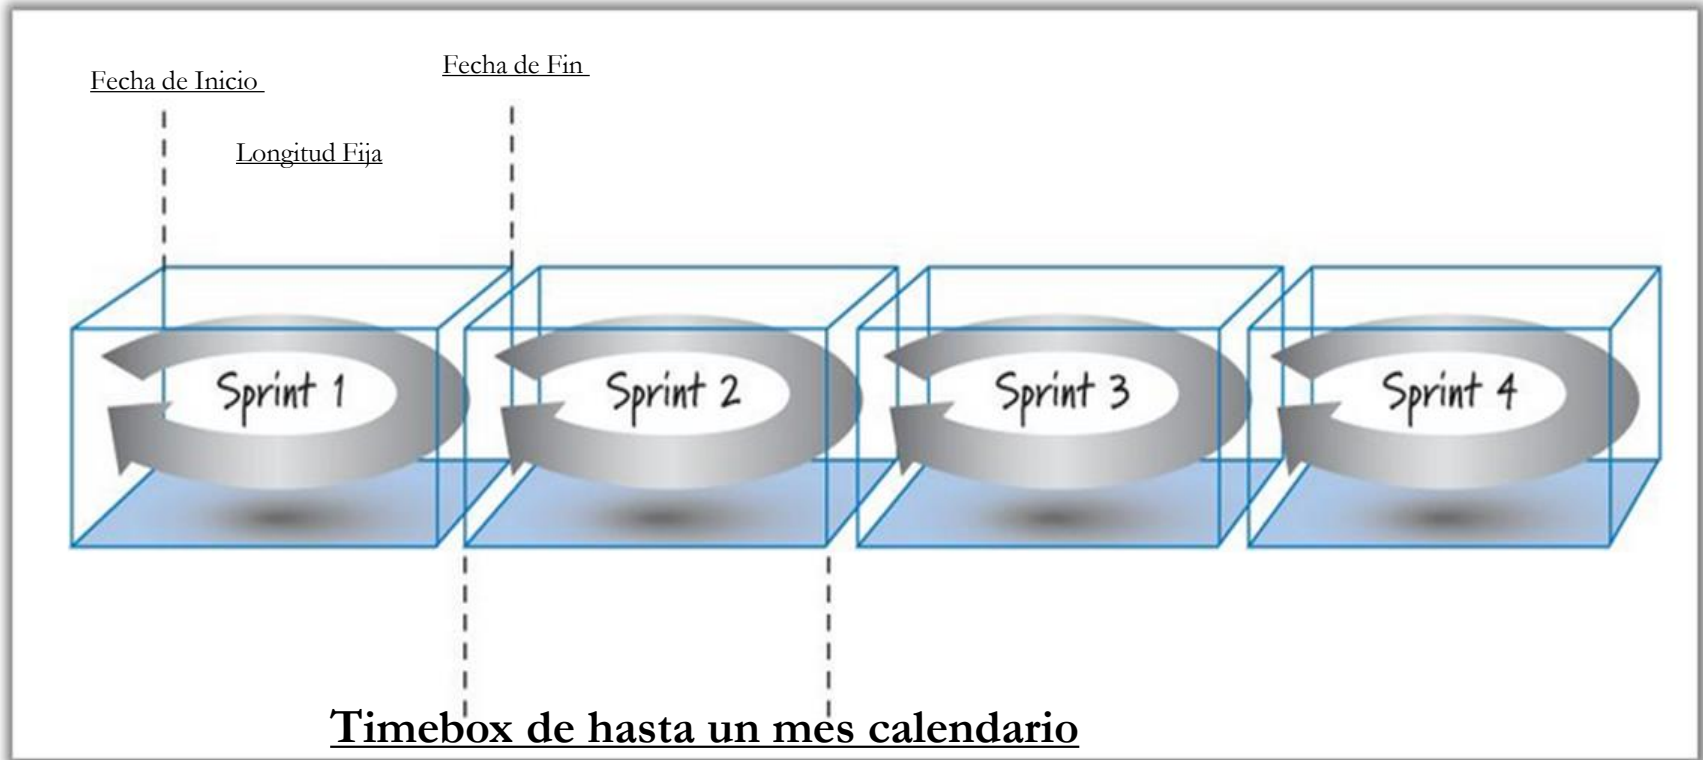 Fecha de Inicio
Fecha de Fin
Longitud Fija
Sprint 1
Sprint 2
Sprint 3
Sprint 4
Timebox de hasta un mes calendario